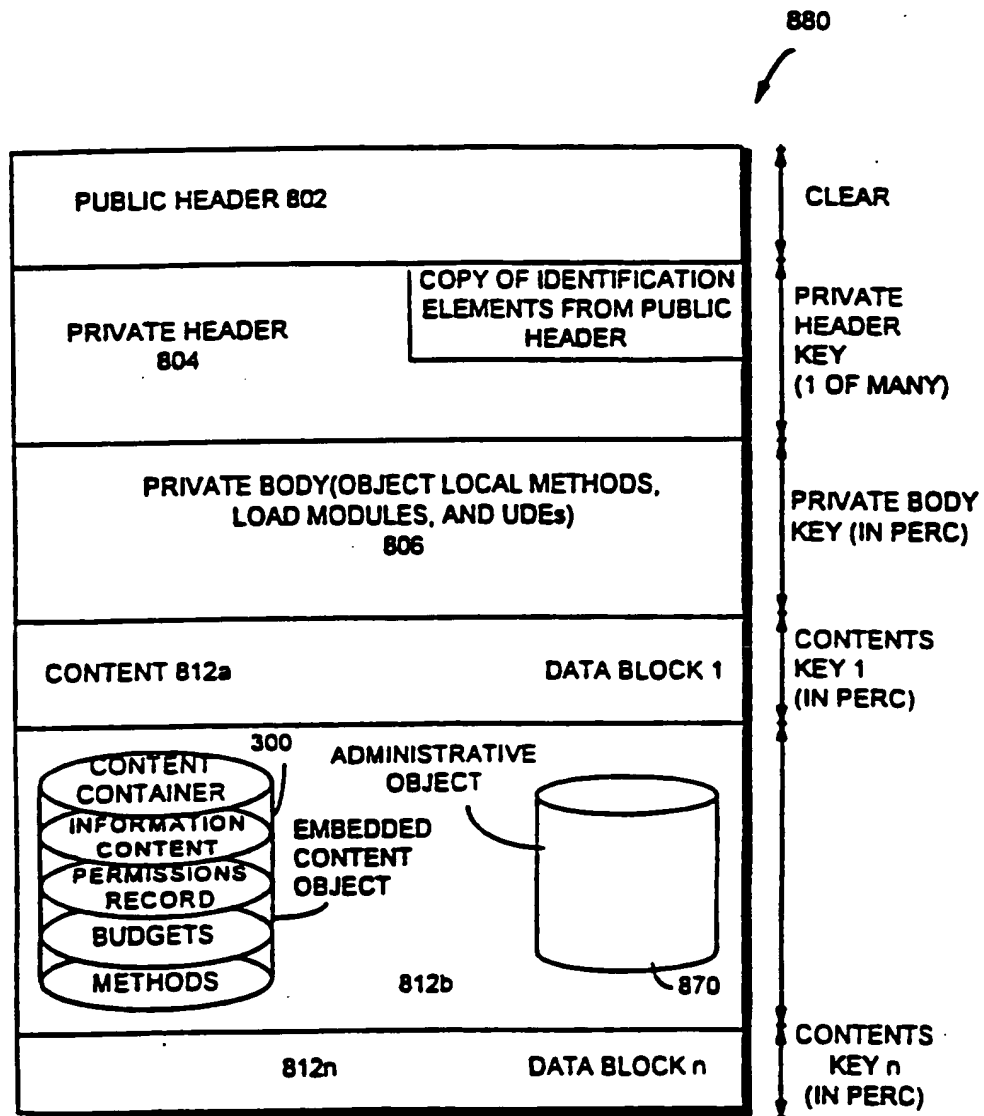 880
PUBLIC HEADER 802
CLEAR
COPY OF IDENTIFICATION
ELEMENTS FROM PUBLIC
HEADER
PRIVATE HEADER
804
PRIVATE
HEADER
KEY
(1 OF MANY)
PRIVATE BODY(OBJECT LOCAL METHODS,
LOAD MODULES, AND UDEs)
806
PRIVATE BODY
KEY (IN PERC)
CONTENT 812a
DATA BLOCK 1
CONTENTS
KEY 1
(IN PERC)
300
CONTENT
CONTAINER
INFORMATION
CONTENT
PERMISSIONS
RECORD
BUDGETS
METHODS
EMBEDDED
CONTENT
OBJECT
ADMINISTRATIVE
OBJECT
812b
870
812n
DATA BLOCK n
CONTENTS
KEY n
(IN PERC)